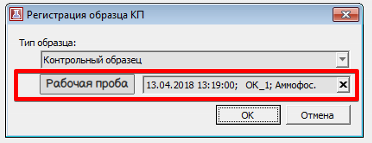 Регистрация образца КП
Тип образца:
Контрольный образец
Рабочая проба 13.04.2018 13:19:00; ОК_1; Аммофос.
ОК Отмена